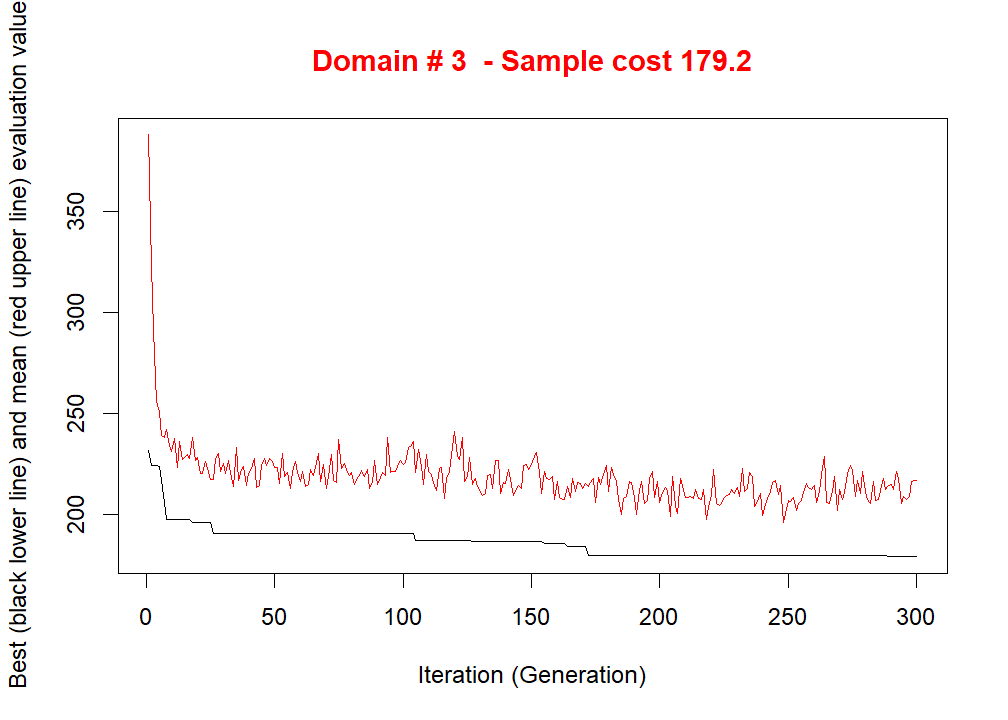 Domain # 3  - Sample cost 179.2
Best (black lower line) and mean (red upper line) evaluation value
350
300
250
200
0 50 100 150 200 250 300
Iteration (Generation)